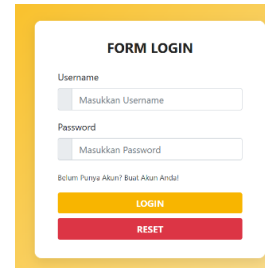 FORM LOGIN
Username
Masukkan Username
Password
Masukkan Password
Belum Punya Akun? Buat Akun Anda!
LOGIN
RESET